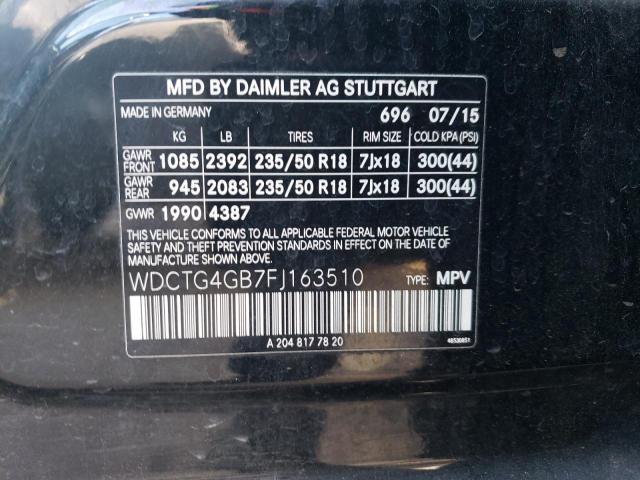 MFD BY DAIMLER AG STUTTGART
MADE IN GERMANY 696 07/15
KG LB TIRES RIM SIZE COLD KPA(PSI)
GAWR FRONT 1085 2392 235/50 R18 7Jx18 300(44)
GAWR REAR 945 2083 235/50 R18 7Jx18 300(44)
GVWR 1990 4387
THIS VEHICLE CONFORMS TO ALL APPLICABLE FEDERAL MOTOR VEHICLE
SAFETY, BUMPER, AND THEFT PREVENTION STANDARDS IN EFFECT ON THE DATE OF
MANUFACTURE SHOWN ABOVE.
WDCTG4GB7FJ163510 TYPE: MPV
A 204 817 78 20